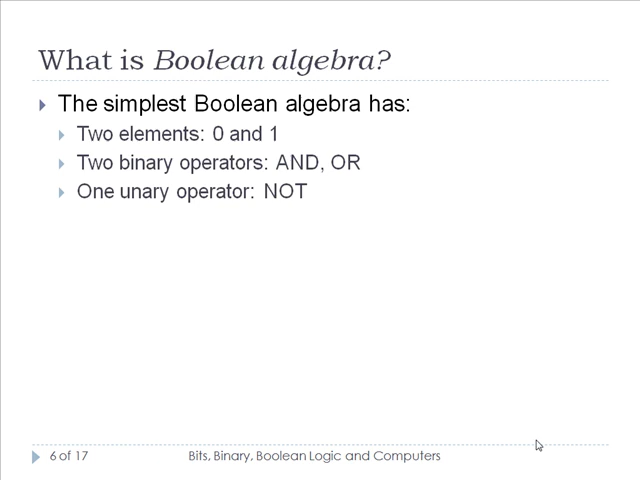 What is Boolean algebra?
The simplest Boolean algebra has:
Two elements: 0 and 1
Two binary operators: AND, OR
One unary operator: NOT
6 of 17
Bits, Binary, Boolean Logic and Computers